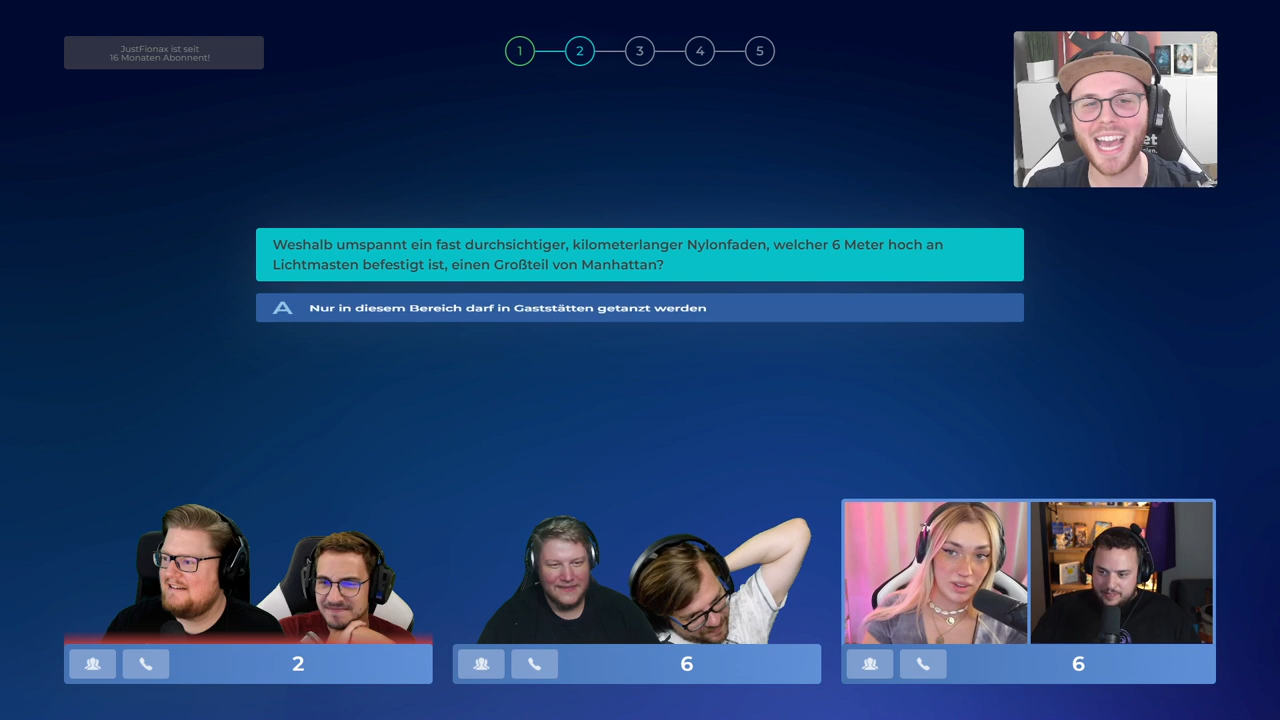 JustFionax ist seit
16 Monaten Abonnent!
1 2 3 4 5
Weshalb umspannt ein fast durchsichtiger, kilometerlanger Nylonfaden, welcher 6 Meter hoch an
Lichtmasten befestigt ist, einen Großteil von Manhattan?
A Nur in diesem Bereich darf in Gaststätten getanzt werden
2
6
6